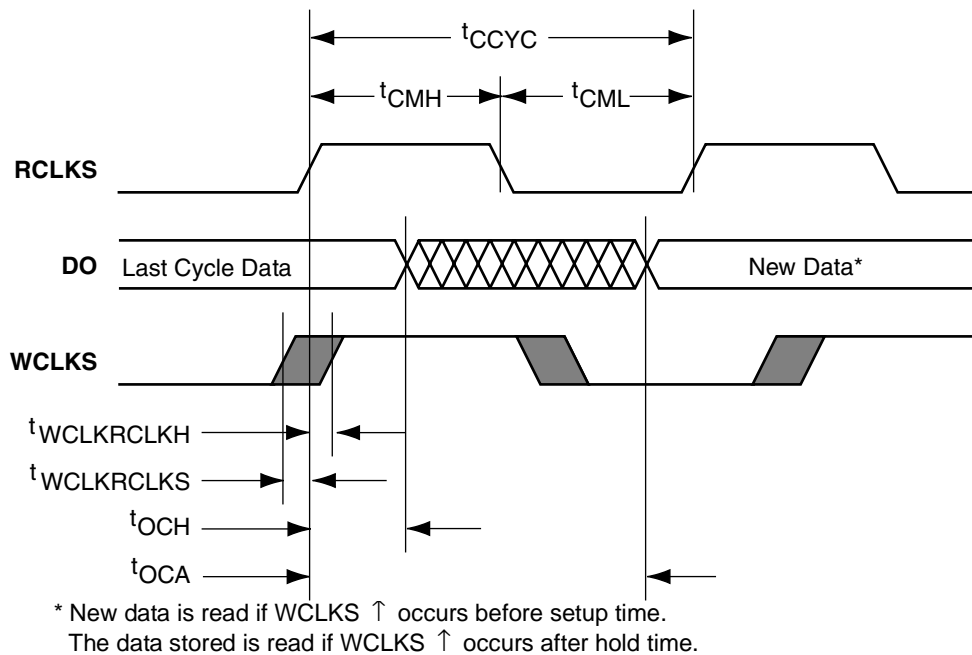 tCCYC
tCMH tCML
RCLKS
DO Last Cycle Data New Data*
WCLKS
tWCLKRCLKH
tWCLKRCLKS
tOCH
tOCA
* New data is read if WCLKS ↑ occurs before setup time.
The data stored is read if WCLKS ↑ occurs after hold time.